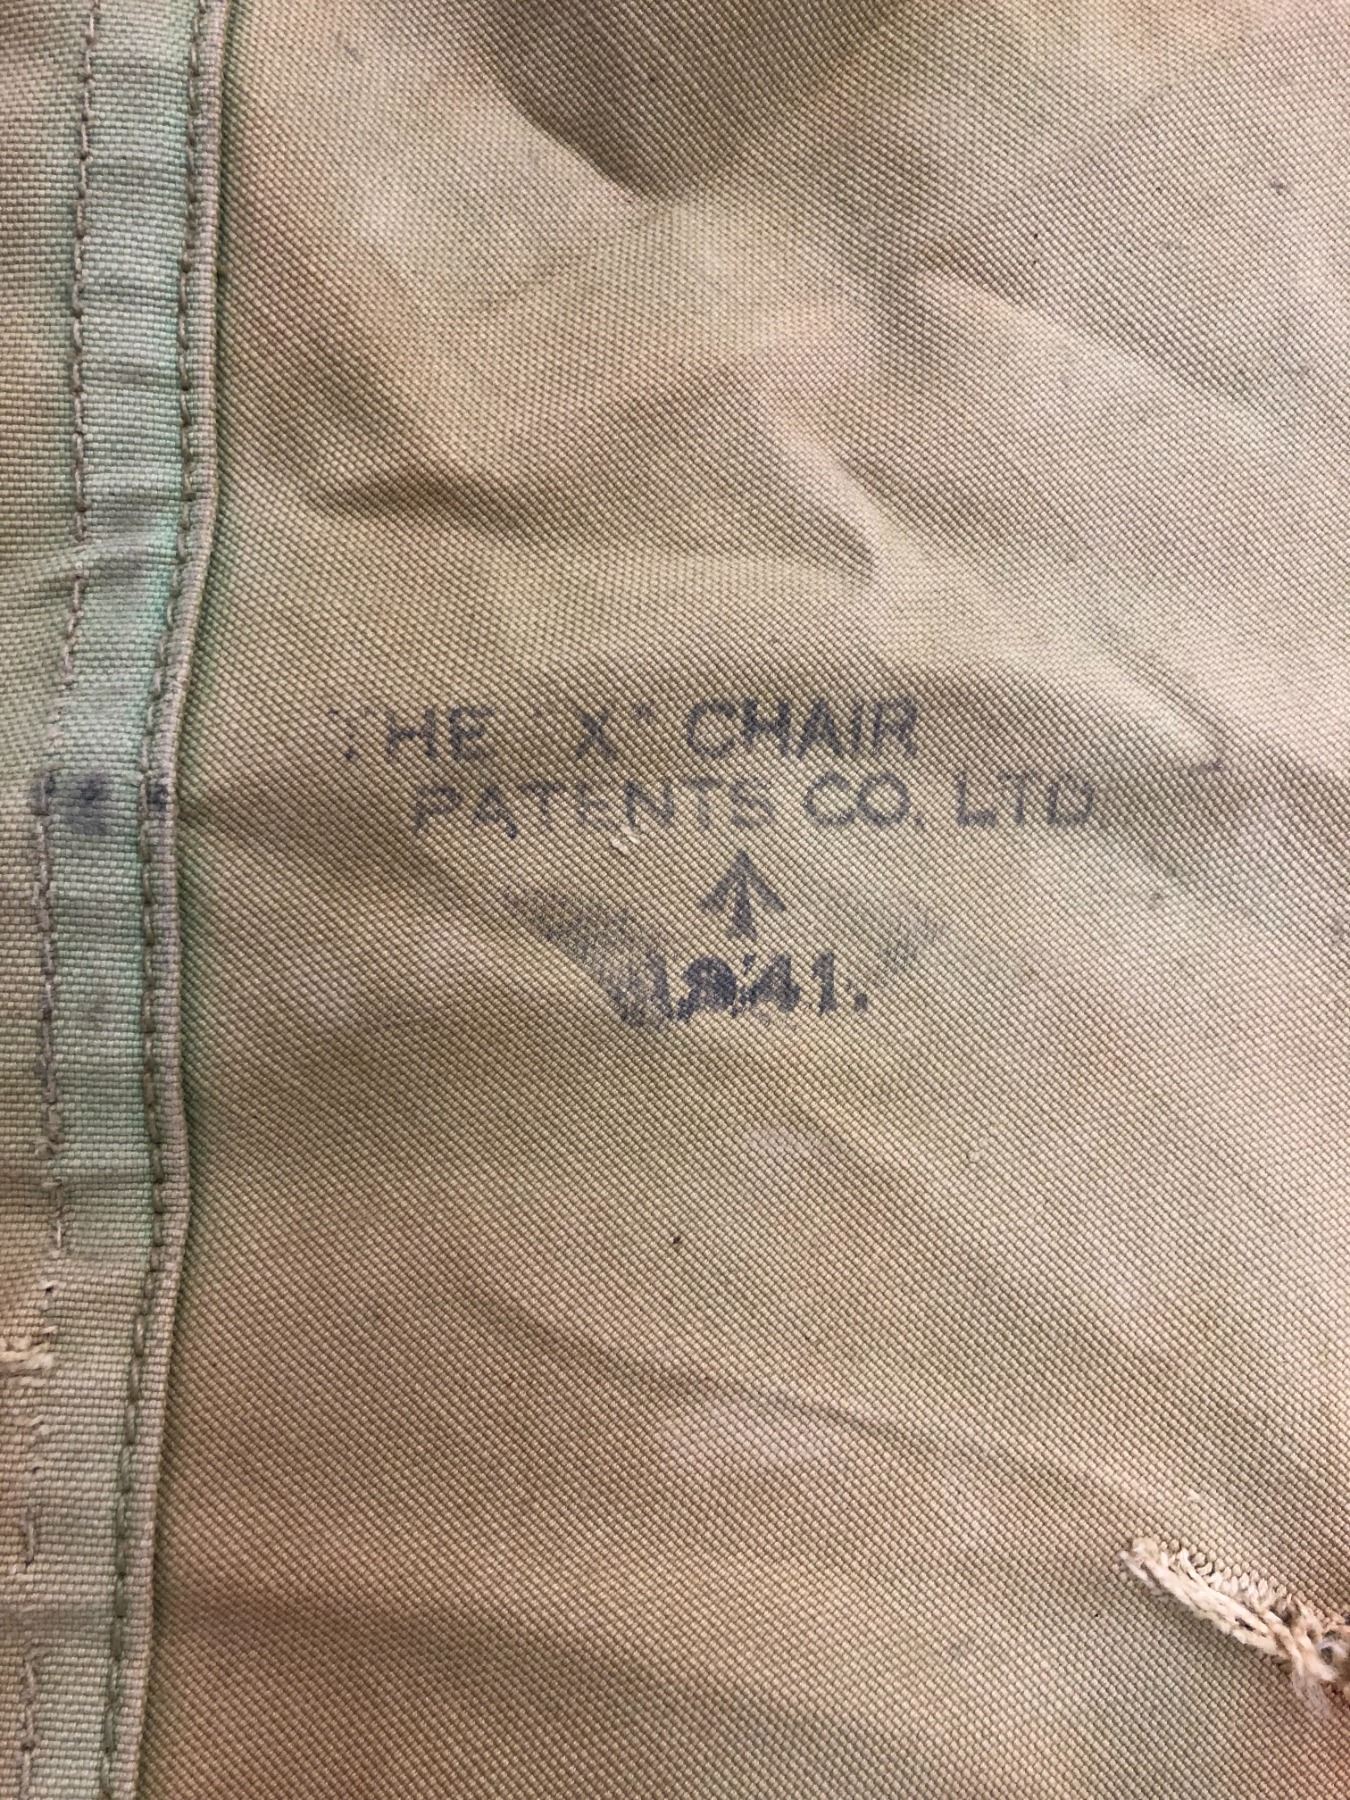 THE "X" CHAIR
PATENTS CO. LTD
1941.